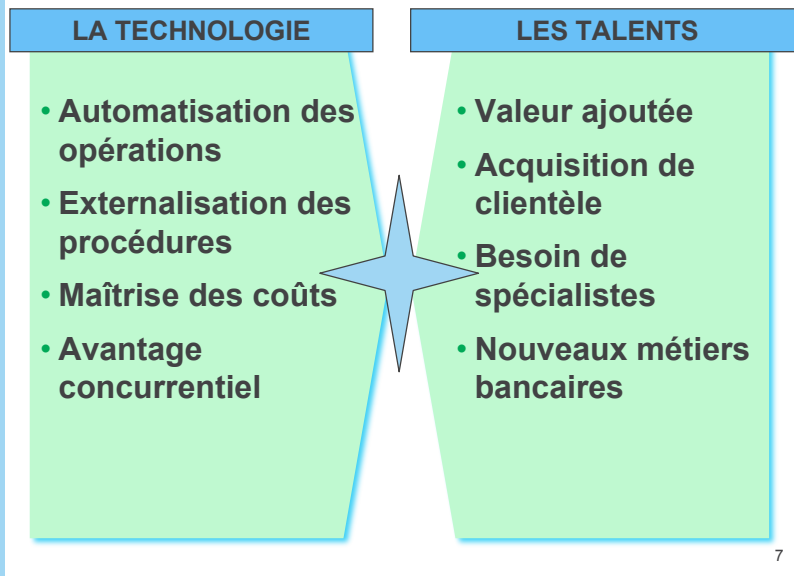 LA TECHNOLOGIE
• Automatisation des
opérations
• Externalisation des
procédures
• Maîtrise des coûts
• Avantage
concurrentiel
LES TALENTS
• Valeur ajoutée
• Acquisition de
clientèle
• Besoin de
spécialistes
• Nouveaux métiers
bancaires
7